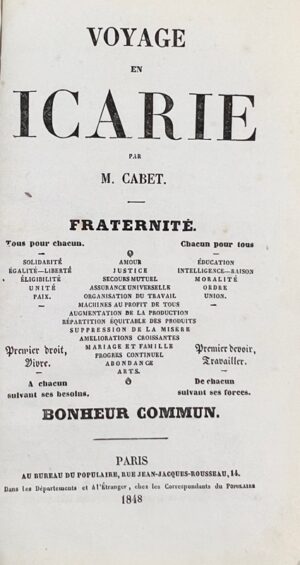 VOYAGE
EN
ICARIE
PAR
M. CABET.
FRATERNITÉ.
Tous pour chacun. Chacun pour tous
SOLIDARITÉ AMOUR ÉDUCATION
ÉGALITÉ—LIBERTÉ JUSTICE INTELLIGENCE—RAISON
ÉLIGIBILITÉ SECOURS MUTUEL MORALITÉ
UNITÉ ASSURANCE UNIVERSELLE ORDRE
PAIX. ORGANISATION DU TRAVAIL UNION.
MACHINES AU PROFIT DE TOUS
AUGMENTATION DE LA PRODUCTION
RÉPARTITION ÉQUITABLE DES PRODUITS
SUPPRESSION DE LA MISÈRE
AMELIORATIONS CROISSANTES
Premier droit, MARIAGE ET FAMILLE Premier devoir,
PROGRES CONTINUEL
Vivre. ABONDANCE Travailler.
ARTS.
A chacun De chacun
suivant ses besoins. suivant ses forces.
BONHEUR COMMUN.
PARIS
AU BUREAU DU POPULAIRE, RUE JEAN-JACQUES-ROUSSEAU, 14.
Dans les Départements et A l'Étranger, chez les Correspondants du POPULAIRE
1848